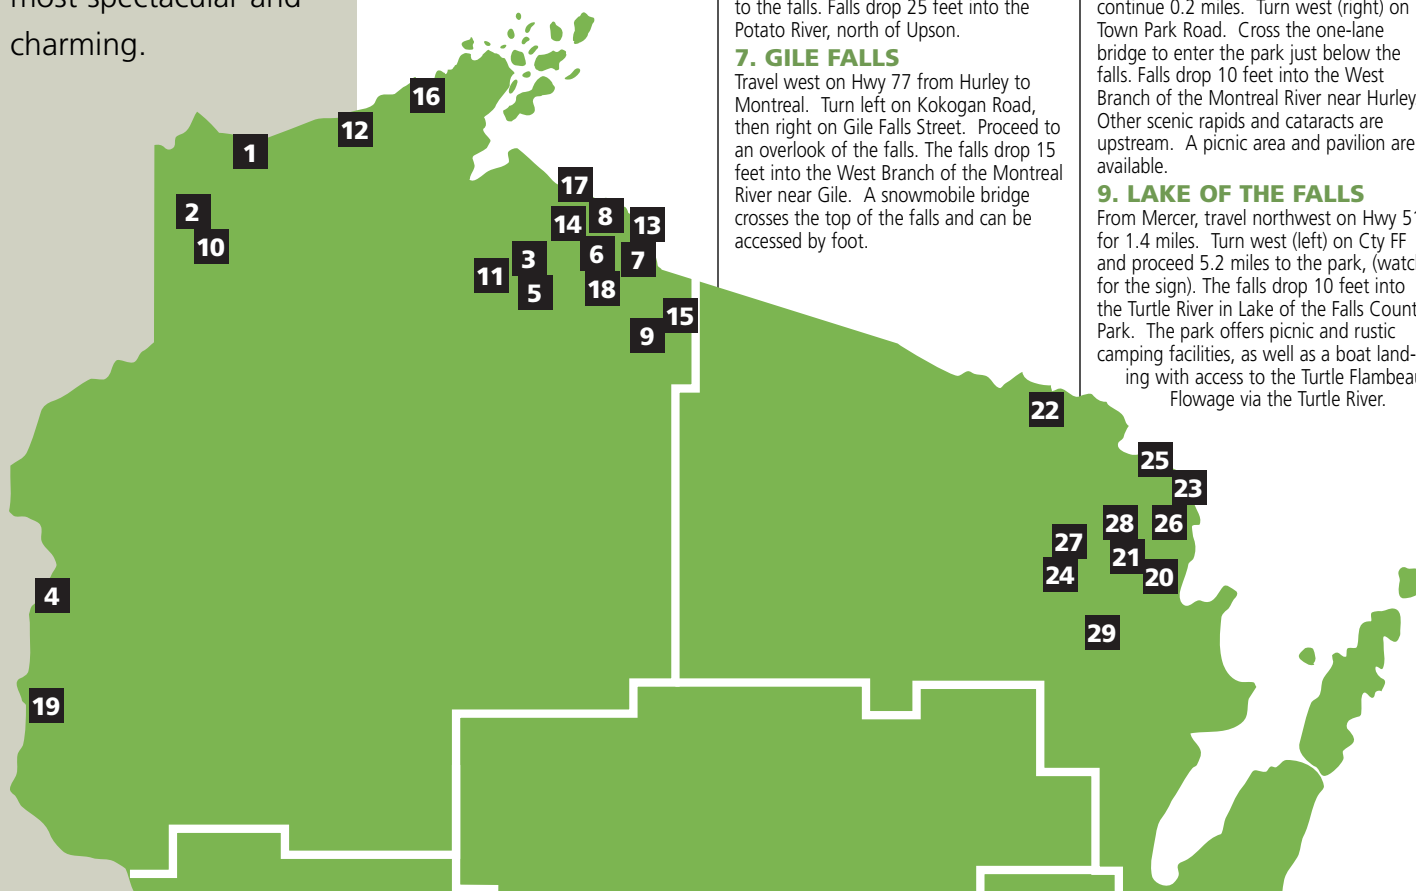 most spectacular and
charming.
to the falls. Falls drop 25 feet into the
Potato River, north of Upson.
7. GILE FALLS
Travel west on Hwy 77 from Hurley to
Montreal. Turn left on Kokogan Road,
then right on Gile Falls Street. Proceed to
an overlook of the falls. The falls drop 15
feet into the West Branch of the Montreal
River near Gile. A snowmobile bridge
crosses the top of the falls and can be
accessed by foot.
continue 0.2 miles. Turn west (right) on
Town Park Road. Cross the one-lane
bridge to enter the park just below the
falls. Falls drop 10 feet into the West
Branch of the Montreal River near Hurley
Other scenic rapids and cataracts are
upstream. A picnic area and pavilion are
available.
9. LAKE OF THE FALLS
From Mercer, travel northwest on Hwy 51
for 1.4 miles. Turn west (left) on Cty FF
and proceed 5.2 miles to the park, (watch
for the sign). The falls drop 10 feet into
the Turtle River in Lake of the Falls Count
Park. The park offers picnic and rustic
camping facilities, as well as a boat land-
ing with access to the Turtle Flambeau
Flowage via the Turtle River.
16
12
1
17
2
8
14
13
10
6
3
7
11
18
5
15
9
22
25
23
28
26
27
21
24
20
4
29
19